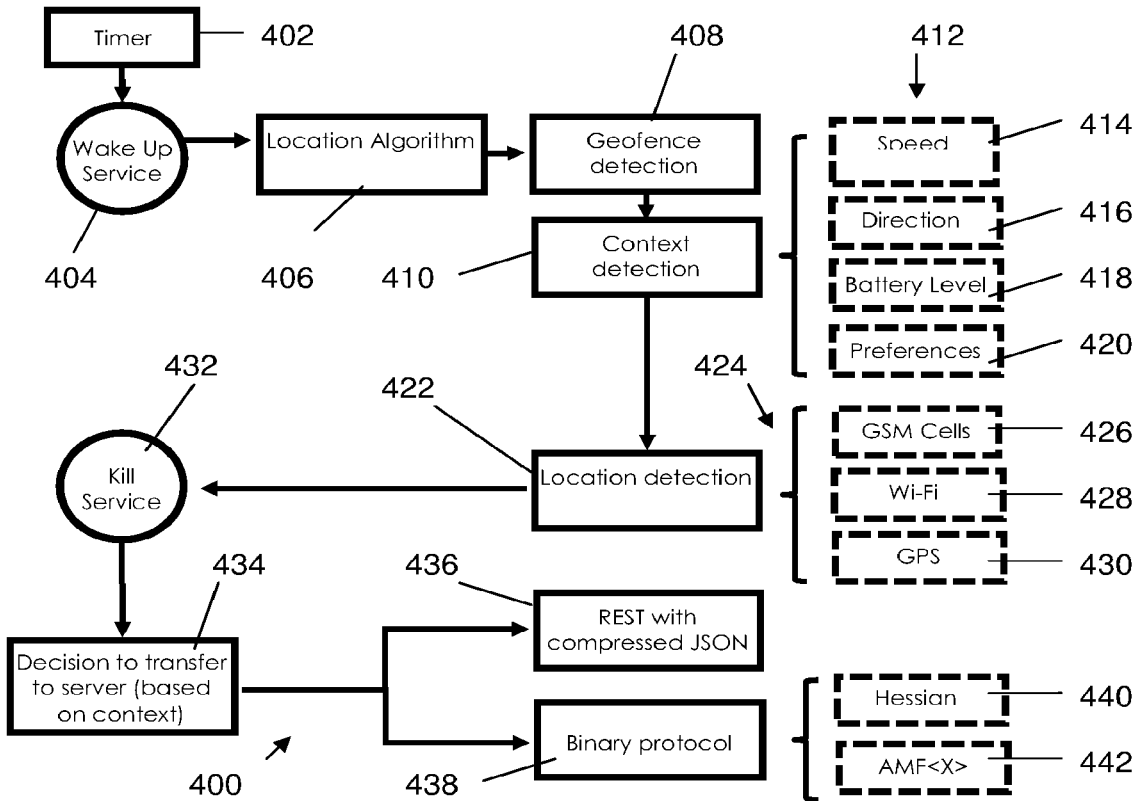 Timer
402
408
412
Wake Up
Service
Location Algorithm
Geofence
detection
Speed
414
404
406
410
Context
detection
Direction
416
Battery Level
418
Preferences
420
432
422
424
Kill
Service
Location detection
GSM Cells
426
Wi-Fi
428
GPS
430
434
436
REST with
compressed JSON
Decision to transfer
to server (based
on context)
400
438
Binary protocol
Hessian
440
AMF<X>
442